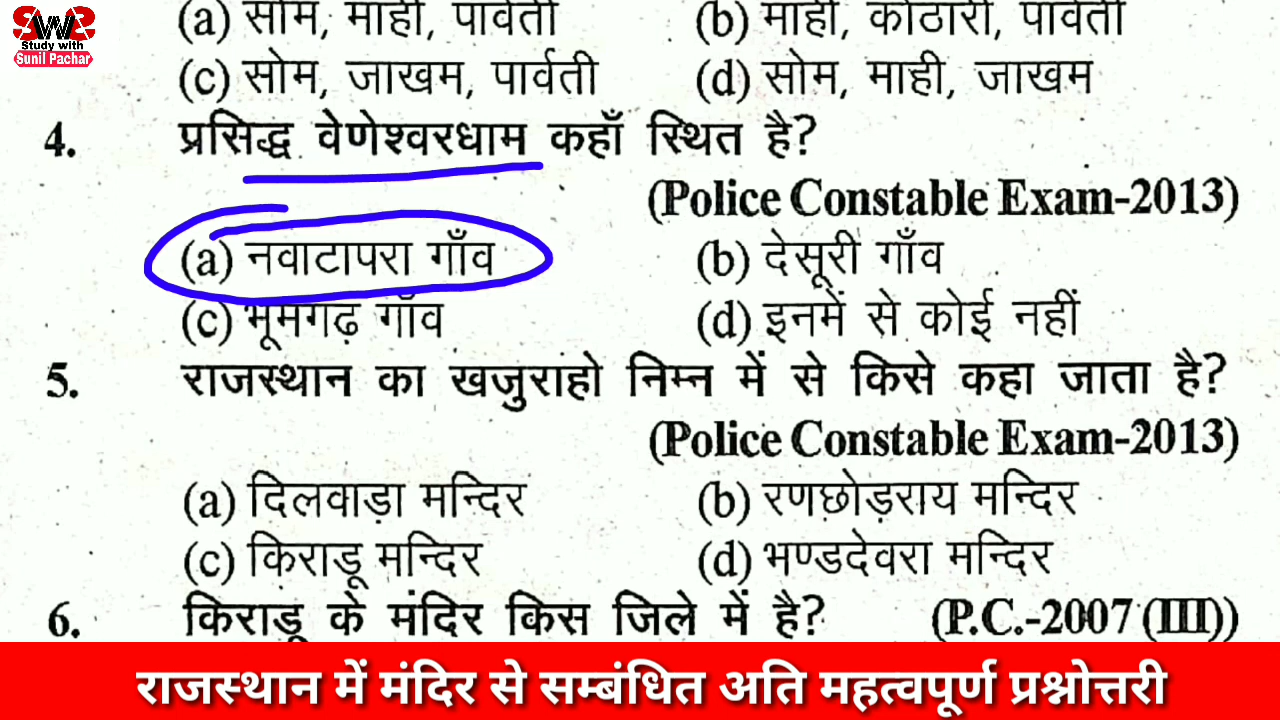 SWS
Study with
Sunil Pachar
(a) सोम, माही, पार्वती (b) माही, कोठारी, पार्वती
(c) सोम, जाखम, पार्वती (d) सोम, माही, जाखम
4. प्रसिद्ध वेणेश्वरधाम कहाँ स्थित है?
(Police Constable Exam-2013)
(a) नवाटापरा गाँव (b) देसूरी गाँव
(c) भूमगढ़ गाँव (d) इनमें से कोई नहीं
5. राजस्थान का खजुराहो निम्न में से किसे कहा जाता है?
(Police Constable Exam-2013)
(a) दिलवाड़ा मन्दिर (b) रणछोड़राय मन्दिर
(c) किराडू मन्दिर (d) भण्डदेवरा मन्दिर
6. किराडू के मंदिर किस जिले में है? (P.C.-2007 (III))
राजस्थान में मंदिर से सम्बंधित अति महत्वपूर्ण प्रश्नोत्तरी